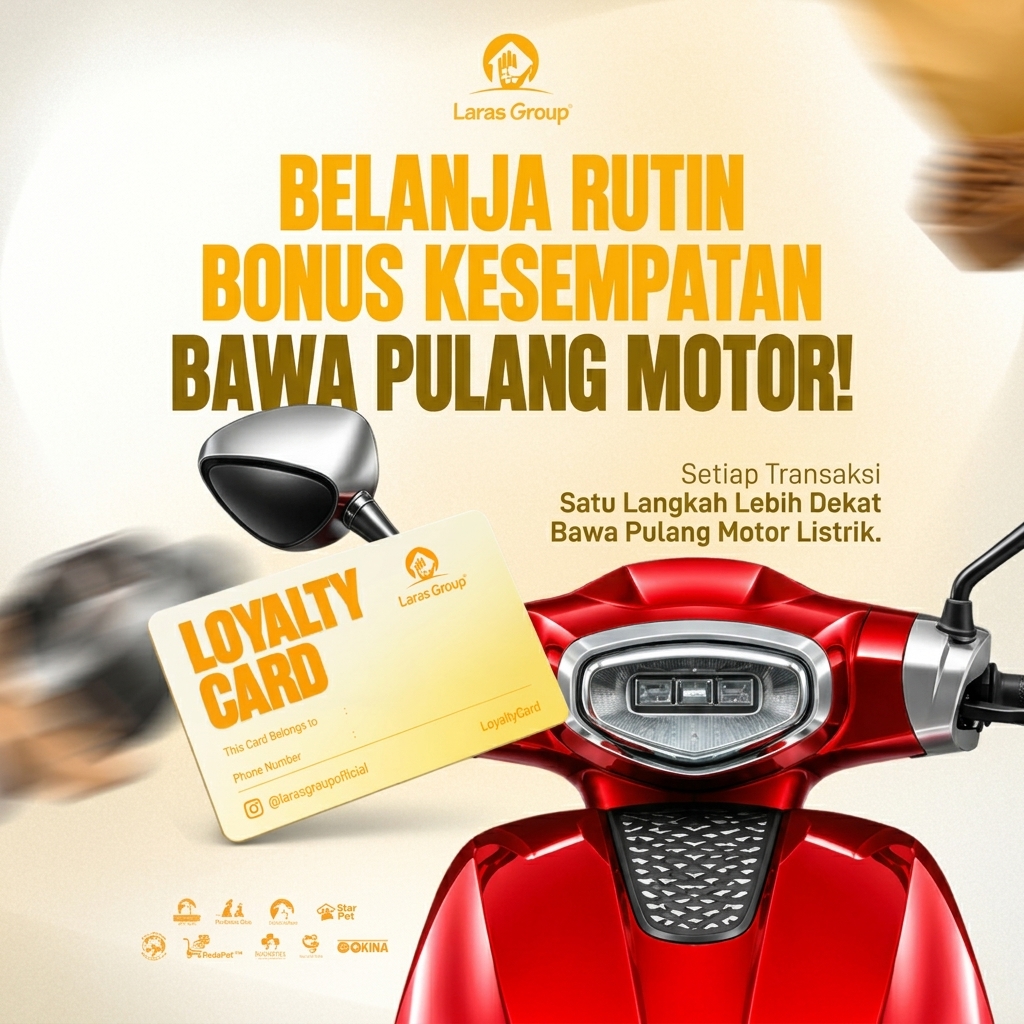 Laras Group
BELANJA RUTIN
BONUS KESEMPATAN
BAWA PULANG MOTOR!
Setiap Transaksi
Satu Langkah Lebih Dekat
Bawa Pulang Motor Listrik.
Laras Group
LOYALTY
CARD
This Card Belongs to :
Phone Number :
LoyaltyCard
@larasgraupofficial
Star
Pet
PedaPet
OKINA